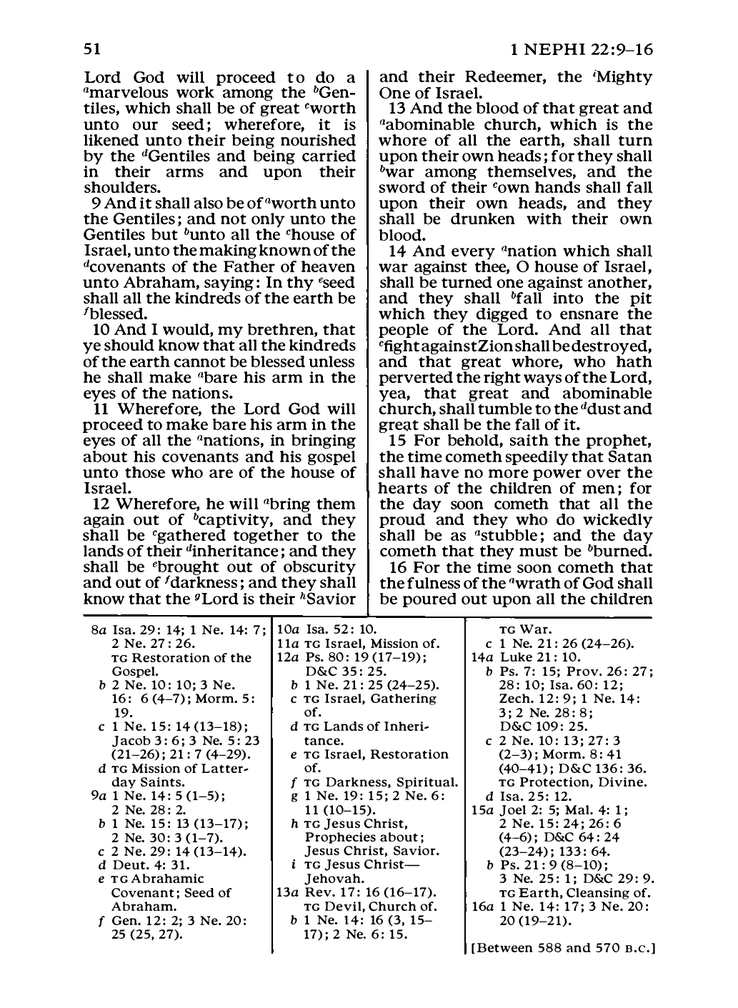 51
1 NEPHI 22:9–16
Lord God will proceed to do a
ᵃmarvelous work among the ᵇGen-
tiles, which shall be of great ᶜworth
unto our seed; wherefore, it is
likened unto their being nourished
by the ᵈGentiles and being carried
in their arms and upon their
shoulders.
9 And it shall also be of ᵃworth unto
the Gentiles; and not only unto the
Gentiles but ᵇunto all the ᶜhouse of
Israel, unto the making known of the
ᵈcovenants of the Father of heaven
unto Abraham, saying: In thy ᵉseed
shall all the kindreds of the earth be
ᶠblessed.
10 And I would, my brethren, that
ye should know that all the kindreds
of the earth cannot be blessed unless
he shall make ᵃbare his arm in the
eyes of the nations.
11 Wherefore, the Lord God will
proceed to make bare his arm in the
eyes of all the ᵃnations, in bringing
about his covenants and his gospel
unto those who are of the house of
Israel.
12 Wherefore, he will ᵃbring them
again out of ᵇcaptivity, and they
shall be ᶜgathered together to the
lands of their ᵈinheritance; and they
shall be ᵉbrought out of obscurity
and out of ᶠdarkness; and they shall
know that the ᵍLord is their ʰSavior
and their Redeemer, the ⁱMighty
One of Israel.
13 And the blood of that great and
ᵃabominable church, which is the
whore of all the earth, shall turn
upon their own heads; for they shall
ᵇwar among themselves, and the
sword of their ᶜown hands shall fall
upon their own heads, and they
shall be drunken with their own
blood.
14 And every ᵃnation which shall
war against thee, O house of Israel,
shall be turned one against another,
and they shall ᵇfall into the pit
which they digged to ensnare the
people of the Lord. And all that
ᶜfight against Zion shall be destroyed,
and that great whore, who hath
perverted the right ways of the Lord,
yea, that great and abominable
church, shall tumble to the ᵈdust and
great shall be the fall of it.
15 For behold, saith the prophet,
the time cometh speedily that Satan
shall have no more power over the
hearts of the children of men; for
the day soon cometh that all the
proud and they who do wickedly
shall be as ᵃstubble; and the day
cometh that they must be ᵇburned.
16 For the time soon cometh that
the fulness of the ᵃwrath of God shall
be poured out upon all the children
8a Isa. 29: 14; 1 Ne. 14: 7;
2 Ne. 27: 26.
TG Restoration of the
Gospel.
b 2 Ne. 10: 10; 3 Ne.
16: 6 (4–7); Morm. 5:
19.
c 1 Ne. 15: 14 (13–18);
Jacob 3: 6; 3 Ne. 5: 23
(21–26); 21: 7 (4–29).
d TG Mission of Latter-
day Saints.
9a 1 Ne. 14: 5 (1–5);
2 Ne. 28: 2.
b 1 Ne. 15: 13 (13–17);
2 Ne. 30: 3 (1–7).
c 2 Ne. 29: 14 (13–14).
d Deut. 4: 31.
e TG Abrahamic
Covenant; Seed of
Abraham.
f Gen. 12: 2; 3 Ne. 20:
25 (25, 27).
10a Isa. 52: 10.
11a TG Israel, Mission of.
12a Ps. 80: 19 (17–19);
D&C 35: 25.
b 1 Ne. 21: 25 (24–25).
c TG Israel, Gathering
of.
d TG Lands of Inheri-
tance.
e TG Israel, Restoration
of.
f TG Darkness, Spiritual.
g 1 Ne. 19: 15; 2 Ne. 6:
11 (10–15).
h TG Jesus Christ,
Prophecies about;
Jesus Christ, Savior.
i TG Jesus Christ—
Jehovah.
13a Rev. 17: 16 (16–17).
TG Devil, Church of.
b 1 Ne. 14: 16 (3, 15–
17); 2 Ne. 6: 15.
TG War.
c 1 Ne. 21: 26 (24–26).
14a Luke 21: 10.
b Ps. 7: 15; Prov. 26: 27;
28: 10; Isa. 60: 12;
Zech. 12: 9; 1 Ne. 14:
3; 2 Ne. 28: 8;
D&C 109: 25.
c 2 Ne. 10: 13; 27: 3
(2–3); Morm. 8: 41
(40–41); D&C 136: 36.
TG Protection, Divine.
d Isa. 25: 12.
15a Joel 2: 5; Mal. 4: 1;
2 Ne. 15: 24; 26: 6
(4–6); D&C 64: 24
(23–24); 133: 64.
b Ps. 21: 9 (8–10);
3 Ne. 25: 1; D&C 29: 9.
TG Earth, Cleansing of.
16a 1 Ne. 14: 17; 3 Ne. 20:
20 (19–21).
[Between 588 and 570 B.C.]